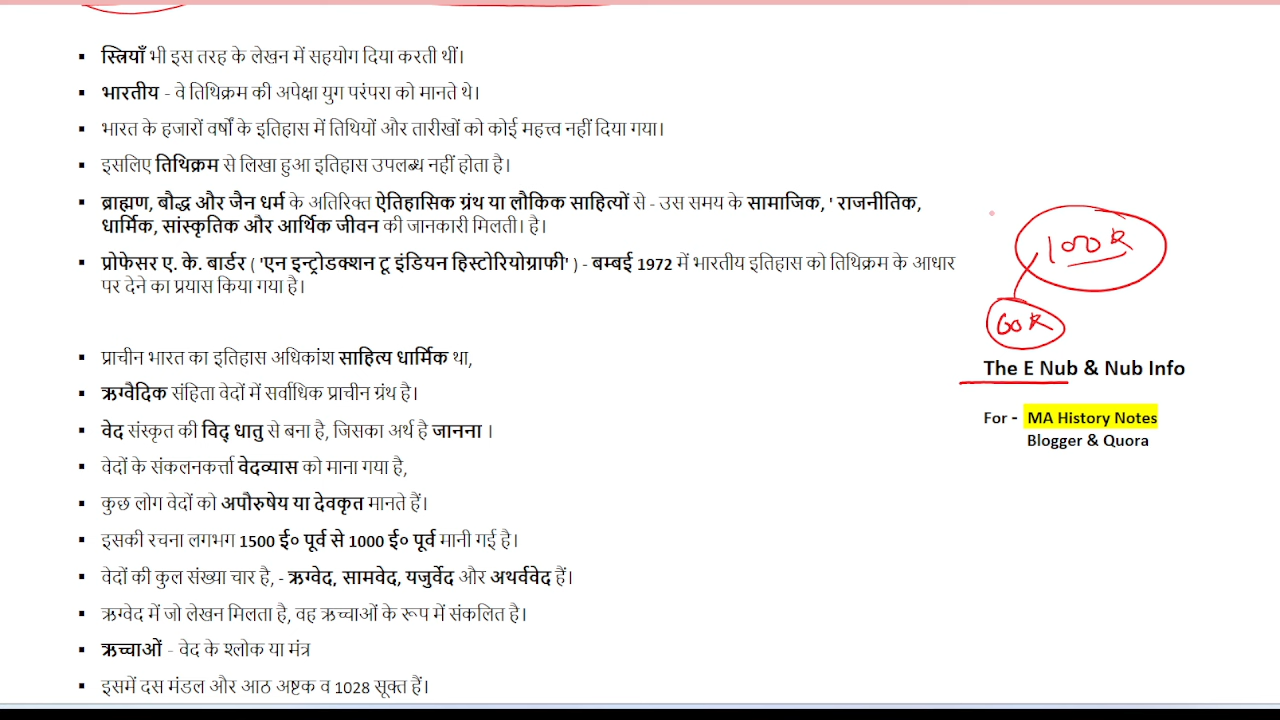 ▪ स्त्रियाँ भी इस तरह के लेखन में सहयोग दिया करती थीं।
▪ भारतीय - वे तिथिक्रम की अपेक्षा युग परंपरा को मानते थे।
▪ भारत के हजारों वर्षों के इतिहास में तिथियों और तारीखों को कोई महत्त्व नहीं दिया गया।
▪ इसलिए तिथिक्रम से लिखा हुआ इतिहास उपलब्ध नहीं होता है।
▪ ब्राह्मण, बौद्ध और जैन धर्म के अतिरिक्त ऐतिहासिक ग्रंथ या लौकिक साहित्यों से - उस समय के सामाजिक, ' राजनीतिक,
धार्मिक, सांस्कृतिक और आर्थिक जीवन की जानकारी मिलती। है।
▪ प्रोफेसर ए. के. बार्डर ( 'एन इन्ट्रोडक्शन टू इंडियन हिस्टोरियोग्राफी' ) - बम्बई 1972 में भारतीय इतिहास को तिथिक्रम के आधार
पर देने का प्रयास किया गया है।
▪ प्राचीन भारत का इतिहास अधिकांश साहित्य धार्मिक था,
▪ ऋग्वैदिक संहिता वेदों में सर्वाधिक प्राचीन ग्रंथ है।
▪ वेद संस्कृत की विद् धातु से बना है, जिसका अर्थ है जानना ।
▪ वेदों के संकलनकर्त्ता वेदव्यास को माना गया है,
▪ कुछ लोग वेदों को अपौरुषेय या देवकृत मानते हैं।
▪ इसकी रचना लगभग 1500 ई० पूर्व से 1000 ई० पूर्व मानी गई है।
▪ वेदों की कुल संख्या चार है, - ऋग्वेद, सामवेद, यजुर्वेद और अथर्ववेद हैं।
▪ ऋग्वेद में जो लेखन मिलता है, वह ऋच्चाओं के रूप में संकलित है।
▪ ऋच्चाओं - वेद के श्लोक या मंत्र
▪ इसमें दस मंडल और आठ अष्टक व 1028 सूक्त हैं।
100 R
60 R
The E Nub & Nub Info
For - MA History Notes
Blogger & Quora